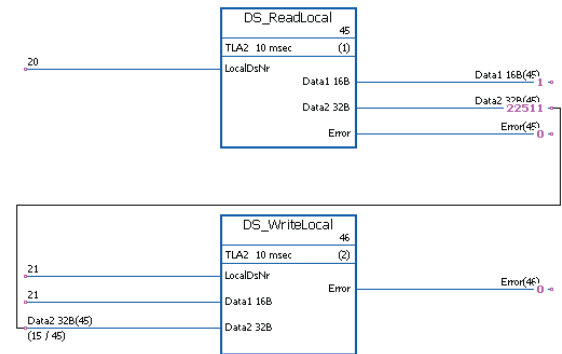 DS_ReadLocal
45
TLA2 10 msec (1)
20
LocalDsNr
Data1 16B Data1 16B(45) 1
Data2 32B Data2 32B(45) 22511
Error Error(45) 0
DS_WriteLocal
46
TLA2 10 msec (2)
21 LocalDsNr
Error Error(46) 0
21 Data1 16B
Data2 32B(45) Data2 32B
(15 / 45)